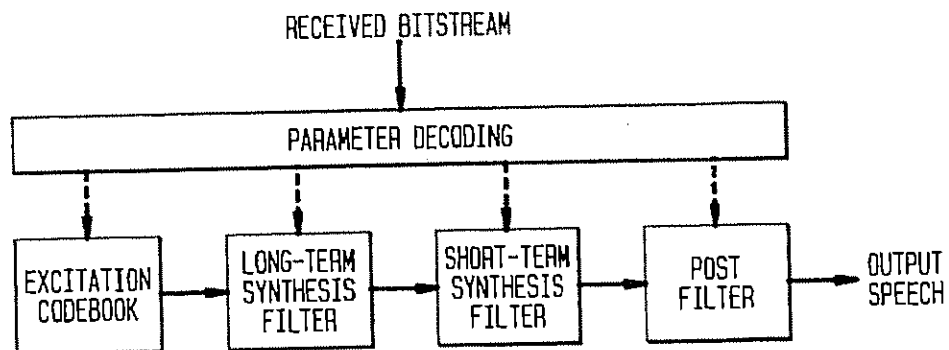 RECEIVED BITSTREAM
PARAMETER DECODING
EXCITATION
CODEBOOK
LONG-TERM
SYNTHESIS
FILTER
SHORT-TERM
SYNTHESIS
FILTER
POST
FILTER
OUTPUT
SPEECH